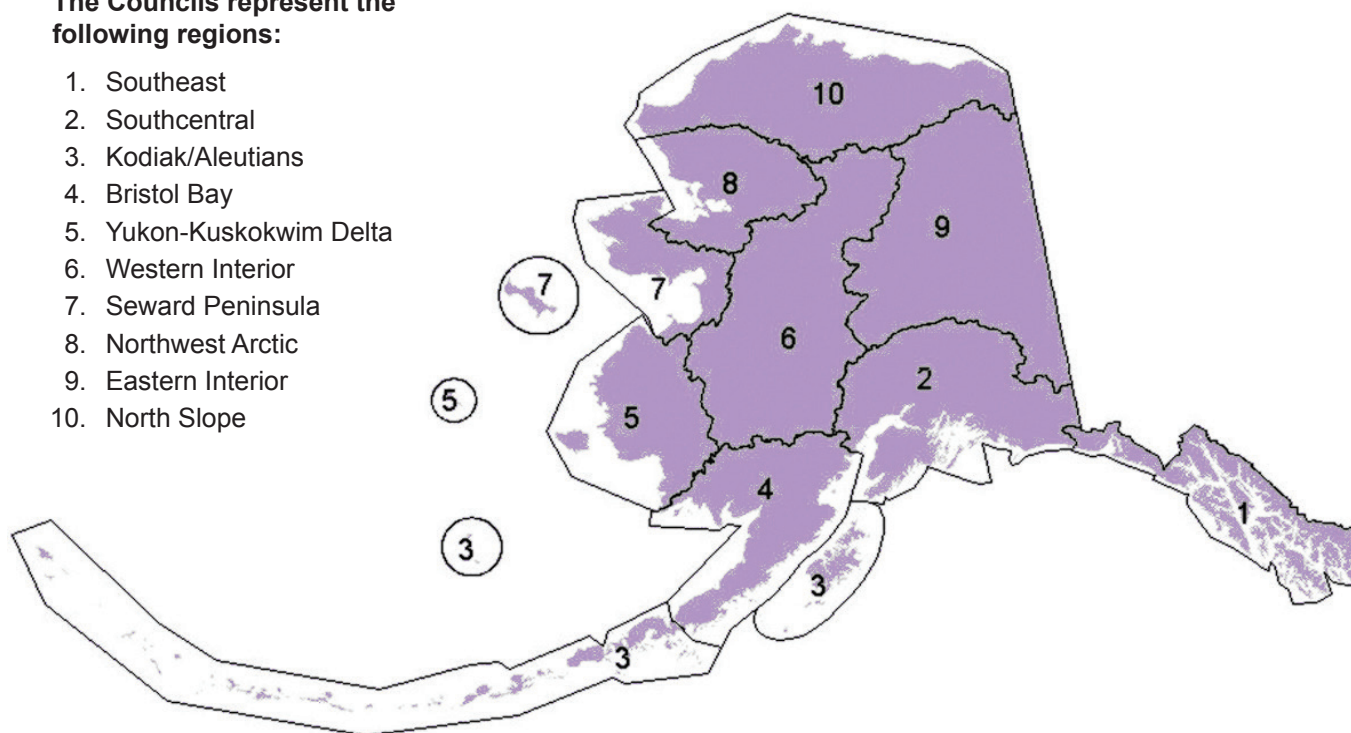 The Councils represent the
following regions:
1. Southeast
2. Southcentral
3. Kodiak/Aleutians
4. Bristol Bay
5. Yukon-Kuskokwim Delta
6. Western Interior
7. Seward Peninsula
8. Northwest Arctic
9. Eastern Interior
10. North Slope
10
8
9
7
7
6
2
5
5
4
1
3
3
3